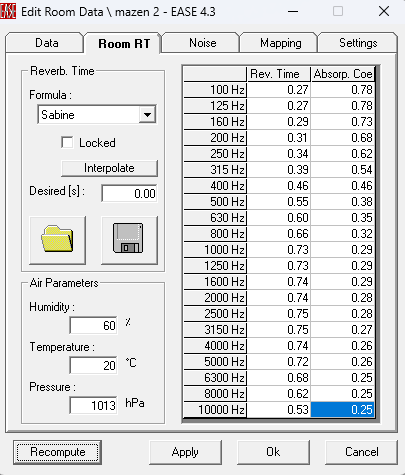 EASE Edit Room Data \ mazen 2 - EASE 4.3
Data Room RT Noise Mapping Settings
Reverb. Time
Formula :
Sabine
Locked
Interpolate
Desired [s] : 0.00
Air Parameters
Humidity :
60 %
Temperature :
20 °C
Pressure :
1013 hPa
Rev. Time Absorp. Coe
100 Hz 0.27 0.78
125 Hz 0.27 0.78
160 Hz 0.29 0.73
200 Hz 0.31 0.68
250 Hz 0.34 0.62
315 Hz 0.39 0.54
400 Hz 0.46 0.46
500 Hz 0.55 0.38
630 Hz 0.60 0.35
800 Hz 0.66 0.32
1000 Hz 0.73 0.29
1250 Hz 0.73 0.29
1600 Hz 0.74 0.29
2000 Hz 0.74 0.28
2500 Hz 0.75 0.28
3150 Hz 0.75 0.27
4000 Hz 0.74 0.26
5000 Hz 0.72 0.26
6300 Hz 0.68 0.25
8000 Hz 0.62 0.25
10000 Hz 0.53 0.25
Recompute Apply Ok Cancel